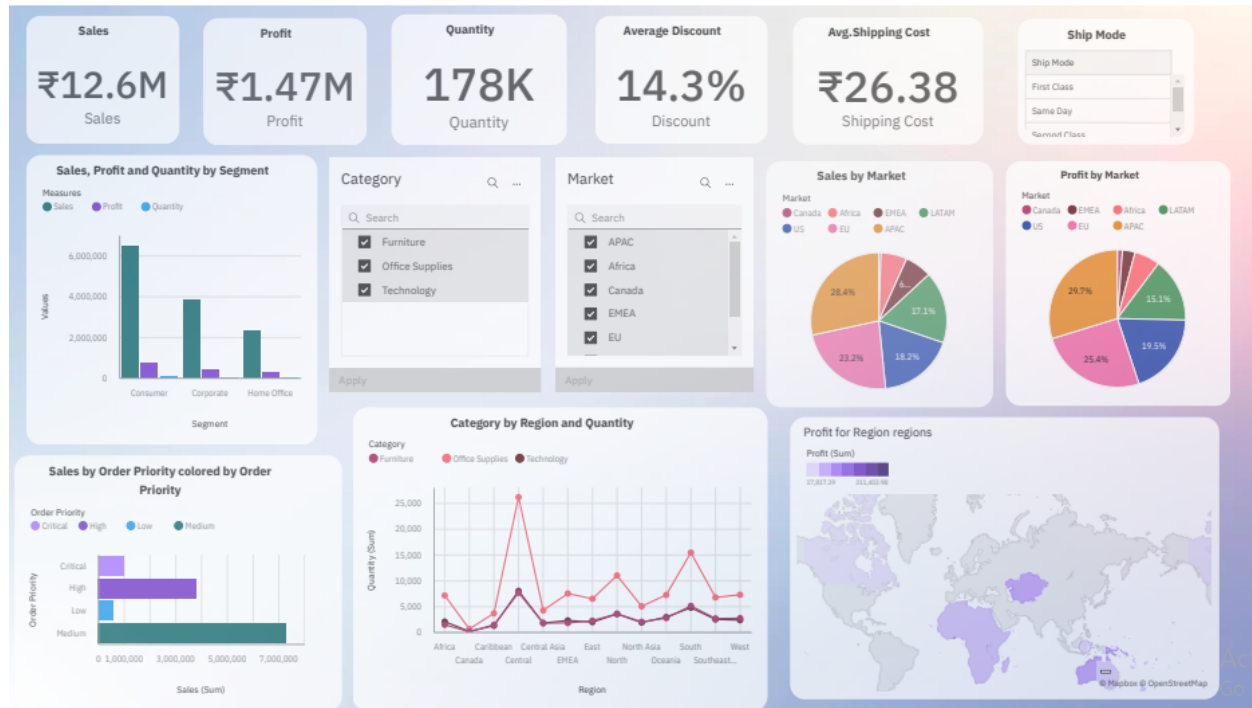 Sales
₹12.6M
Sales
Profit
₹1.47M
Profit
Quantity
178K
Quantity
Average Discount
14.3%
Discount
Avg.Shipping Cost
₹26.38
Shipping Cost
Ship Mode
Ship Mode
First Class
Same Day
Second Class
Sales, Profit and Quantity by Segment
Measures
Sales Profit Quantity
Values
6,000,000
4,000,000
2,000,000
0
Consumer Corporate Home Office
Segment
Category
...
Search
Furniture
Office Supplies
Technology
Apply
Market
...
Search
APAC
Africa
Canada
EMEA
EU
Apply
Sales by Market
Market
Canada Africa EMEA LATAM
US EU APAC
28.4%
6...
17.1%
23.2%
18.2%
Profit by Market
Market
Canada EMEA Africa LATAM
US EU APAC
29.7%
15.1%
19.5%
25.4%
Sales by Order Priority colored by Order
Priority
Order Priority
Critical High Low Medium
Order Priority
Critical
High
Low
Medium
0 1,000,000 3,000,000 5,000,000 7,000,000
Sales (Sum)
Category by Region and Quantity
Category
Furniture Office Supplies Technology
Quantity (Sum)
25,000
20,000
15,000
10,000
5,000
0
Africa Caribbean Central Asia East North Asia South West
Canada Central EMEA North Oceania Southeast...
Region
Profit for Region regions
Profit (Sum)
17,817.39
© Mapbox © OpenStreetMap